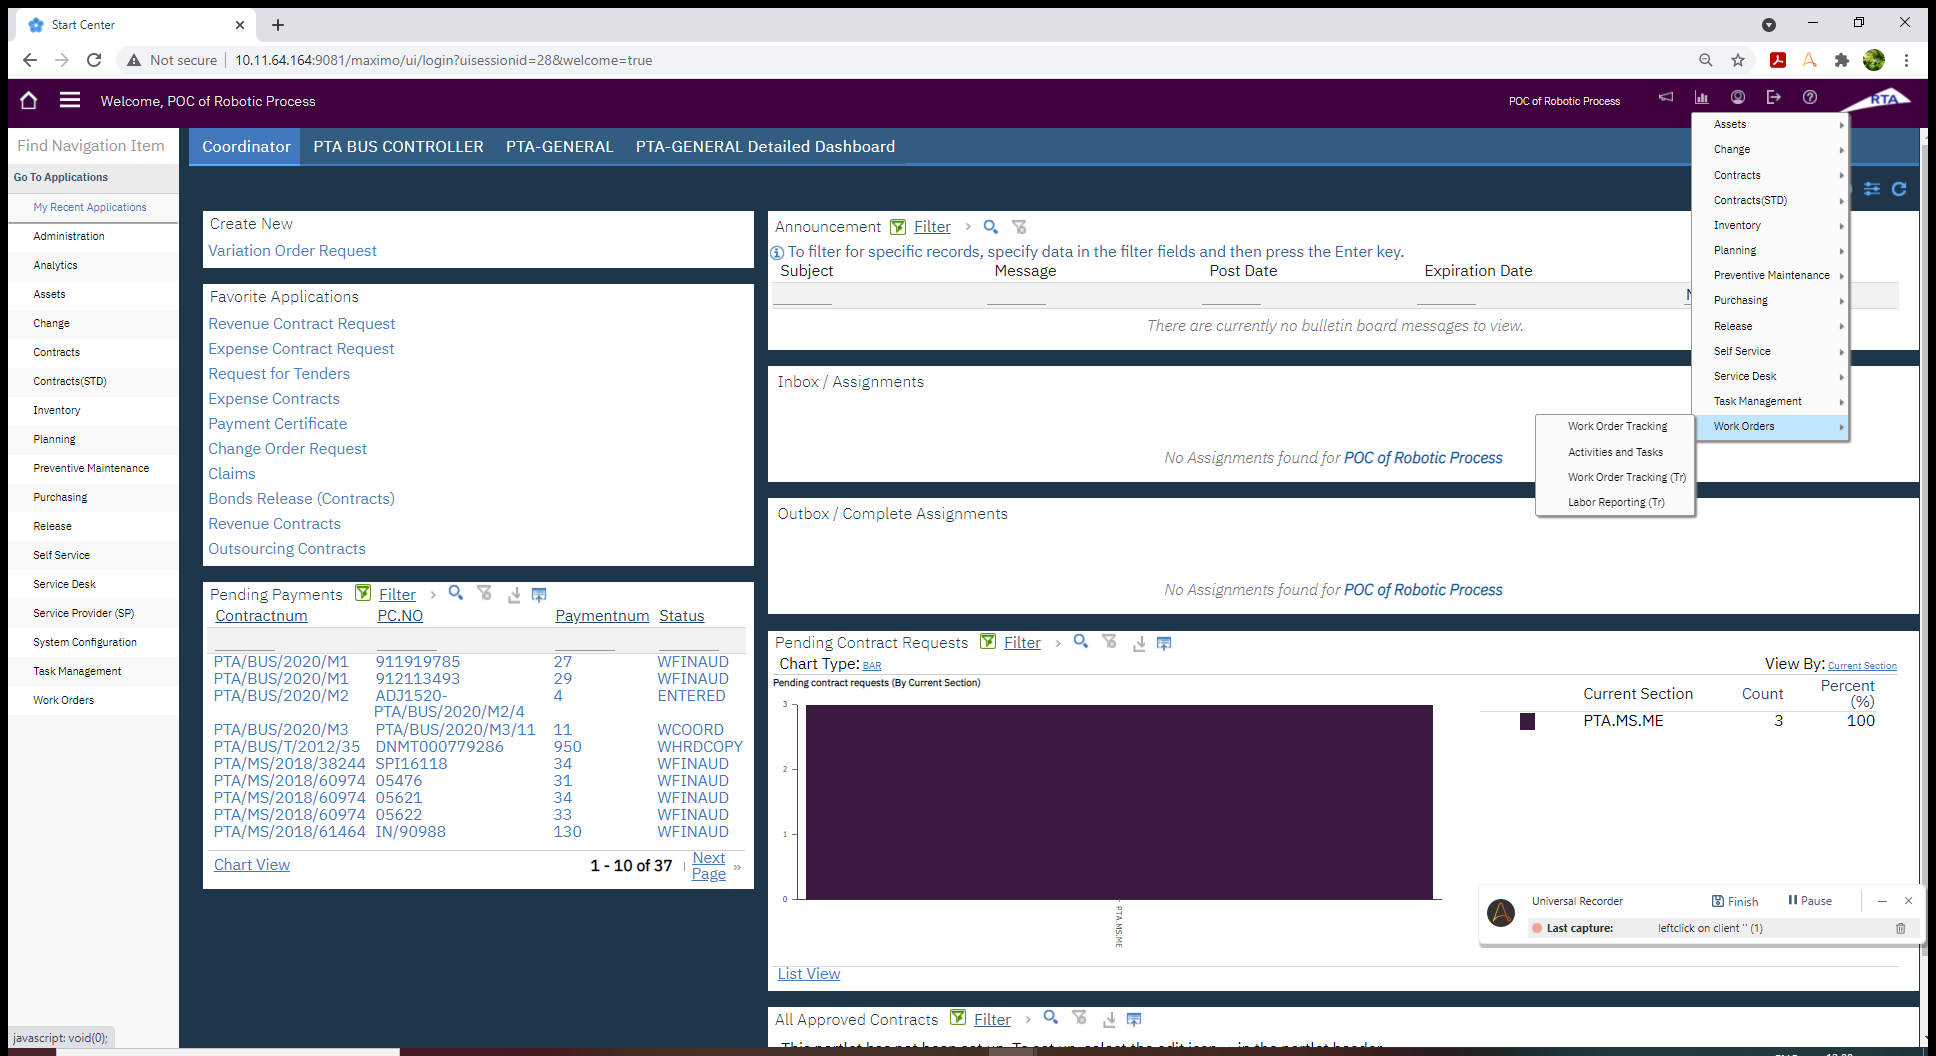 Start Center
Not secure
10.11.64.164:9081/maximo/ui/login?uisessionid=28&welcome=true
Welcome, POC of Robotic Process
POC of Robotic Process
RTA
Find Navigation Item
Go To Applications
My Recent Applications
Administration
Analytics
Assets
Change
Contracts
Contracts(STD)
Inventory
Planning
Preventive Maintenance
Purchasing
Release
Self Service
Service Desk
Service Provider (SP)
System Configuration
Task Management
Work Orders
javascript: void(0);
Coordinator
PTA BUS CONTROLLER
PTA-GENERAL
PTA-GENERAL Detailed Dashboard
Create New
Variation Order Request
Favorite Applications
Revenue Contract Request
Expense Contract Request
Request for Tenders
Expense Contracts
Payment Certificate
Change Order Request
Claims
Bonds Release (Contracts)
Revenue Contracts
Outsourcing Contracts
Pending Payments Filter
Contractnum PC.NO Paymentnum Status
PTA/BUS/2020/M1 911919785 27 WFINAUD
PTA/BUS/2020/M1 912113493 29 WFINAUD
PTA/BUS/2020/M2 ADJ1520- 4 ENTERED
PTA/BUS/2020/M2/4
PTA/BUS/2020/M3 PTA/BUS/2020/M3/11 11 WCOORD
PTA/BUS/T/2012/35 DNMT000779286 950 WHRDCOPY
PTA/MS/2018/38244 SPI16118 34 WFINAUD
PTA/MS/2018/60974 05476 31 WFINAUD
PTA/MS/2018/60974 05621 34 WFINAUD
PTA/MS/2018/60974 05622 33 WFINAUD
PTA/MS/2018/61464 IN/90988 130 WFINAUD
Chart View 1 - 10 of 37 Next Page
Announcement Filter
To filter for specific records, specify data in the filter fields and then press the Enter key.
Subject Message Post Date Expiration Date
There are currently no bulletin board messages to view.
Inbox / Assignments
No Assignments found for POC of Robotic Process
Outbox / Complete Assignments
No Assignments found for POC of Robotic Process
Pending Contract Requests Filter
Chart Type: BAR
View By: Current Section
Pending contract requests (By Current Section)
3
2
1
0
PTA.MS.ME
Current Section Count Percent (%)
PTA.MS.ME 3 100
List View
All Approved Contracts Filter
Assets
Change
Contracts
Contracts(STD)
Inventory
Planning
Preventive Maintenance
Purchasing
Release
Self Service
Service Desk
Task Management
Work Orders
Work Order Tracking
Activities and Tasks
Work Order Tracking (Tr)
Labor Reporting (Tr)
Universal Recorder
Finish
Pause
Last capture: leftclick on client '' (1)